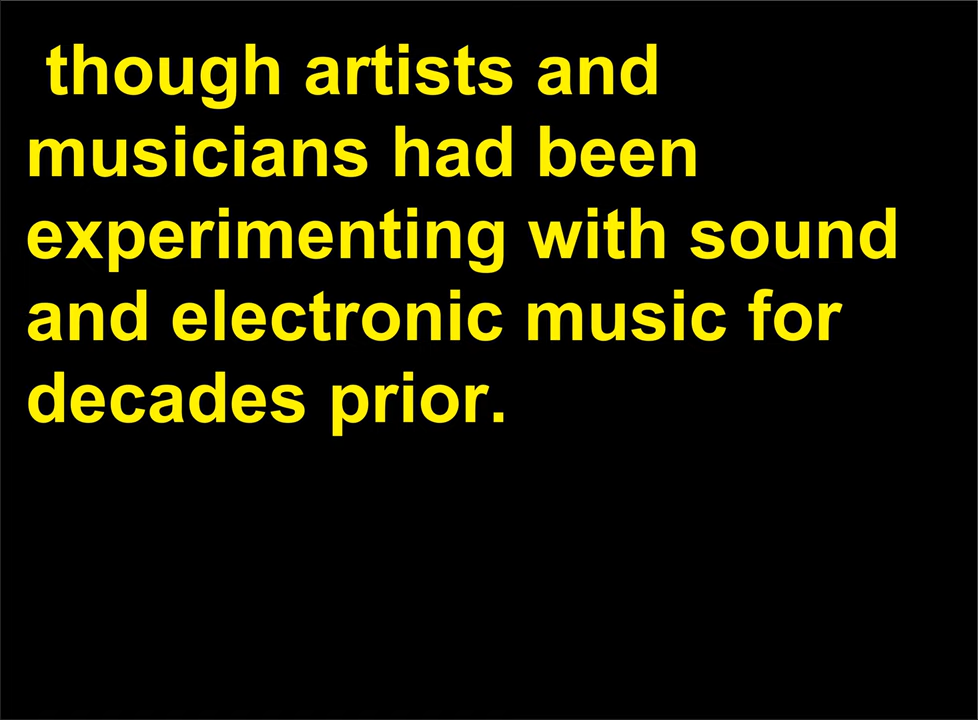 though artists and
musicians had been
experimenting with sound
and electronic music for
decades prior.